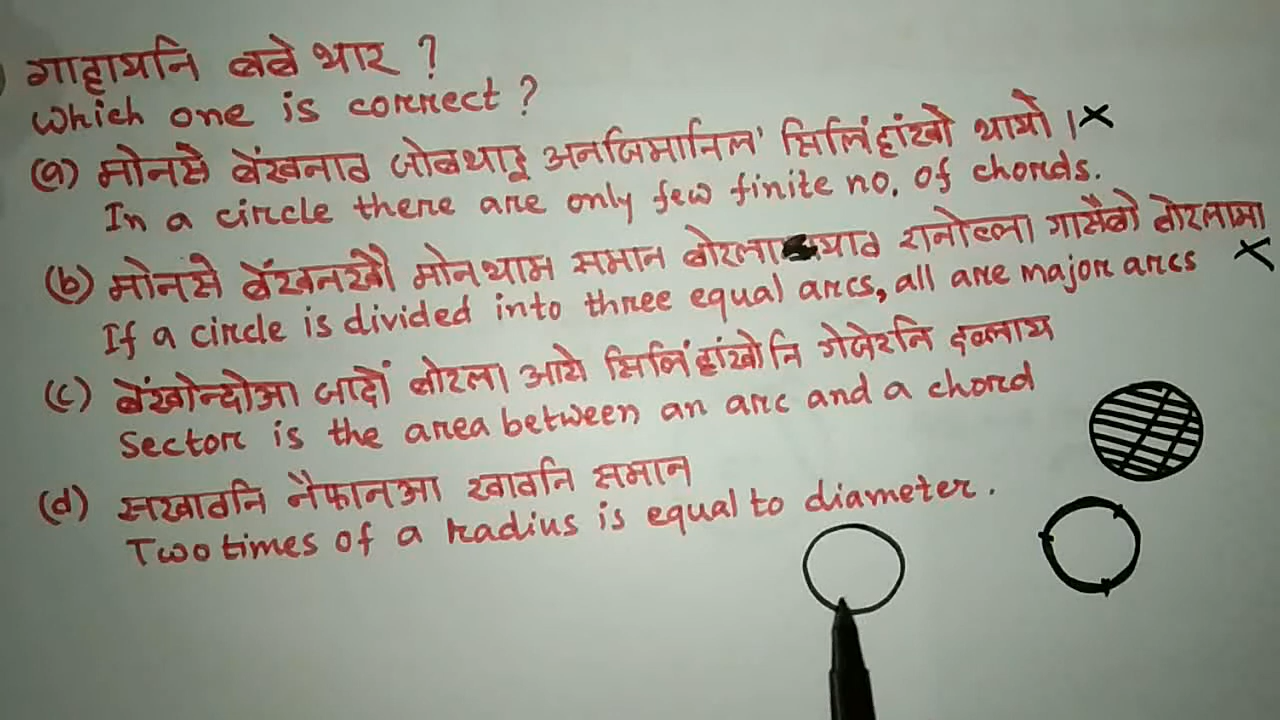 गाहायनि बबे थार ?
Which one is correct ?
(a) मोनसे बेंखनाव जोबथाइ अनजिमानिल' सिलिंहांखो थायो । ×
In a circle there are only few finite no. of chords.
(b) मोनसे बेंखनखौ मोनथाम समान बोरला याव रानोब्ला गासैबो बोरलामा ×
If a circle is divided into three equal arcs, all are major arcs
(c) बेंखोन्दोआ जादों बोरला आरो सिलिंहांखोनि गेजेरनि दब्लाय
Sector is the area between an arc and a chord
(d) सखावनि नैफानआ खावनि समान
Two times of a radius is equal to diameter.